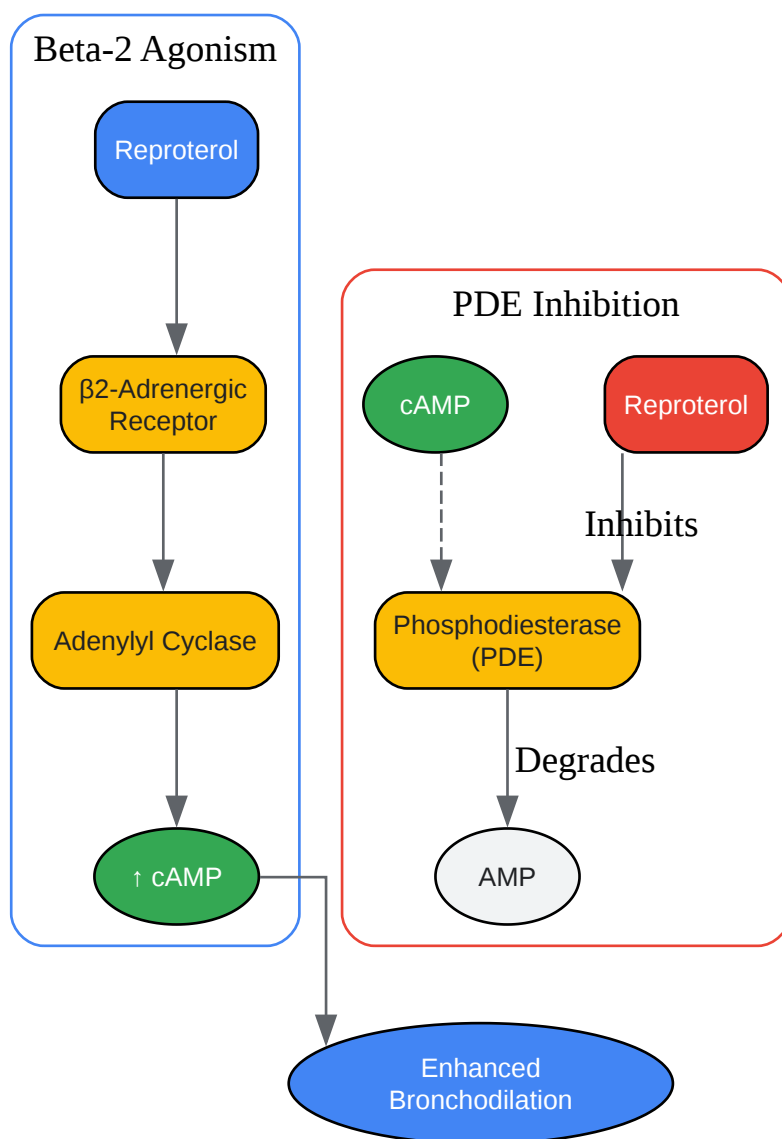 Beta-2 Agonism
Reproterol
β2-Adrenergic
Receptor
Adenylyl Cyclase
↑ cAMP
PDE Inhibition
cAMP
Reproterol
Inhibits
Phosphodiesterase
(PDE)
Degrades
AMP
Enhanced
Bronchodilation